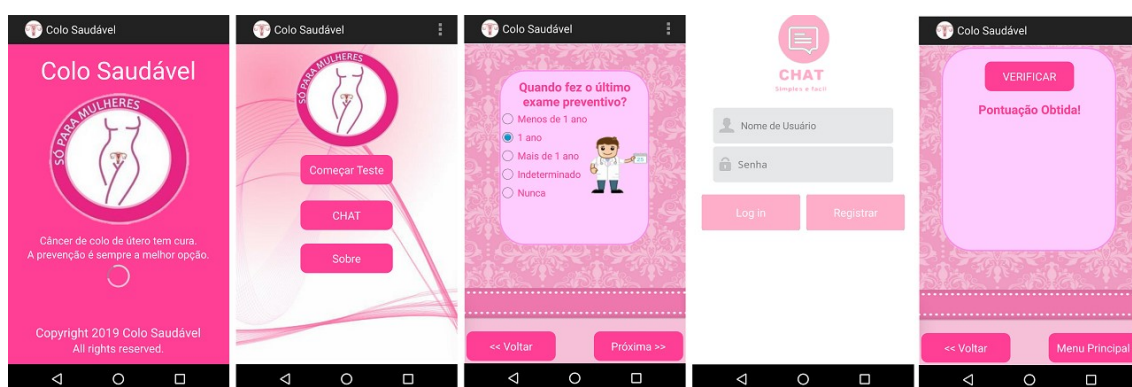 Colo Saudável
Colo Saudável
SÓ PARA MULHERES
Câncer de colo de útero tem cura.
A prevenção é sempre a melhor opção.
Copyright 2019 Colo Saudável
All rights reserved.
Colo Saudável
SÓ PARA MULHERES
Começar Teste
CHAT
Sobre
Colo Saudável
Quando fez o último
exame preventivo?
Menos de 1 ano
1 ano
Mais de 1 ano
Indeterminado
Nunca
<< Voltar
Próxima >>
CHAT
Simples e facil
Nome de Usuário
Senha
Log in
Registrar
Colo Saudável
VERIFICAR
Pontuação Obtida!
<< Voltar
Menu Principal